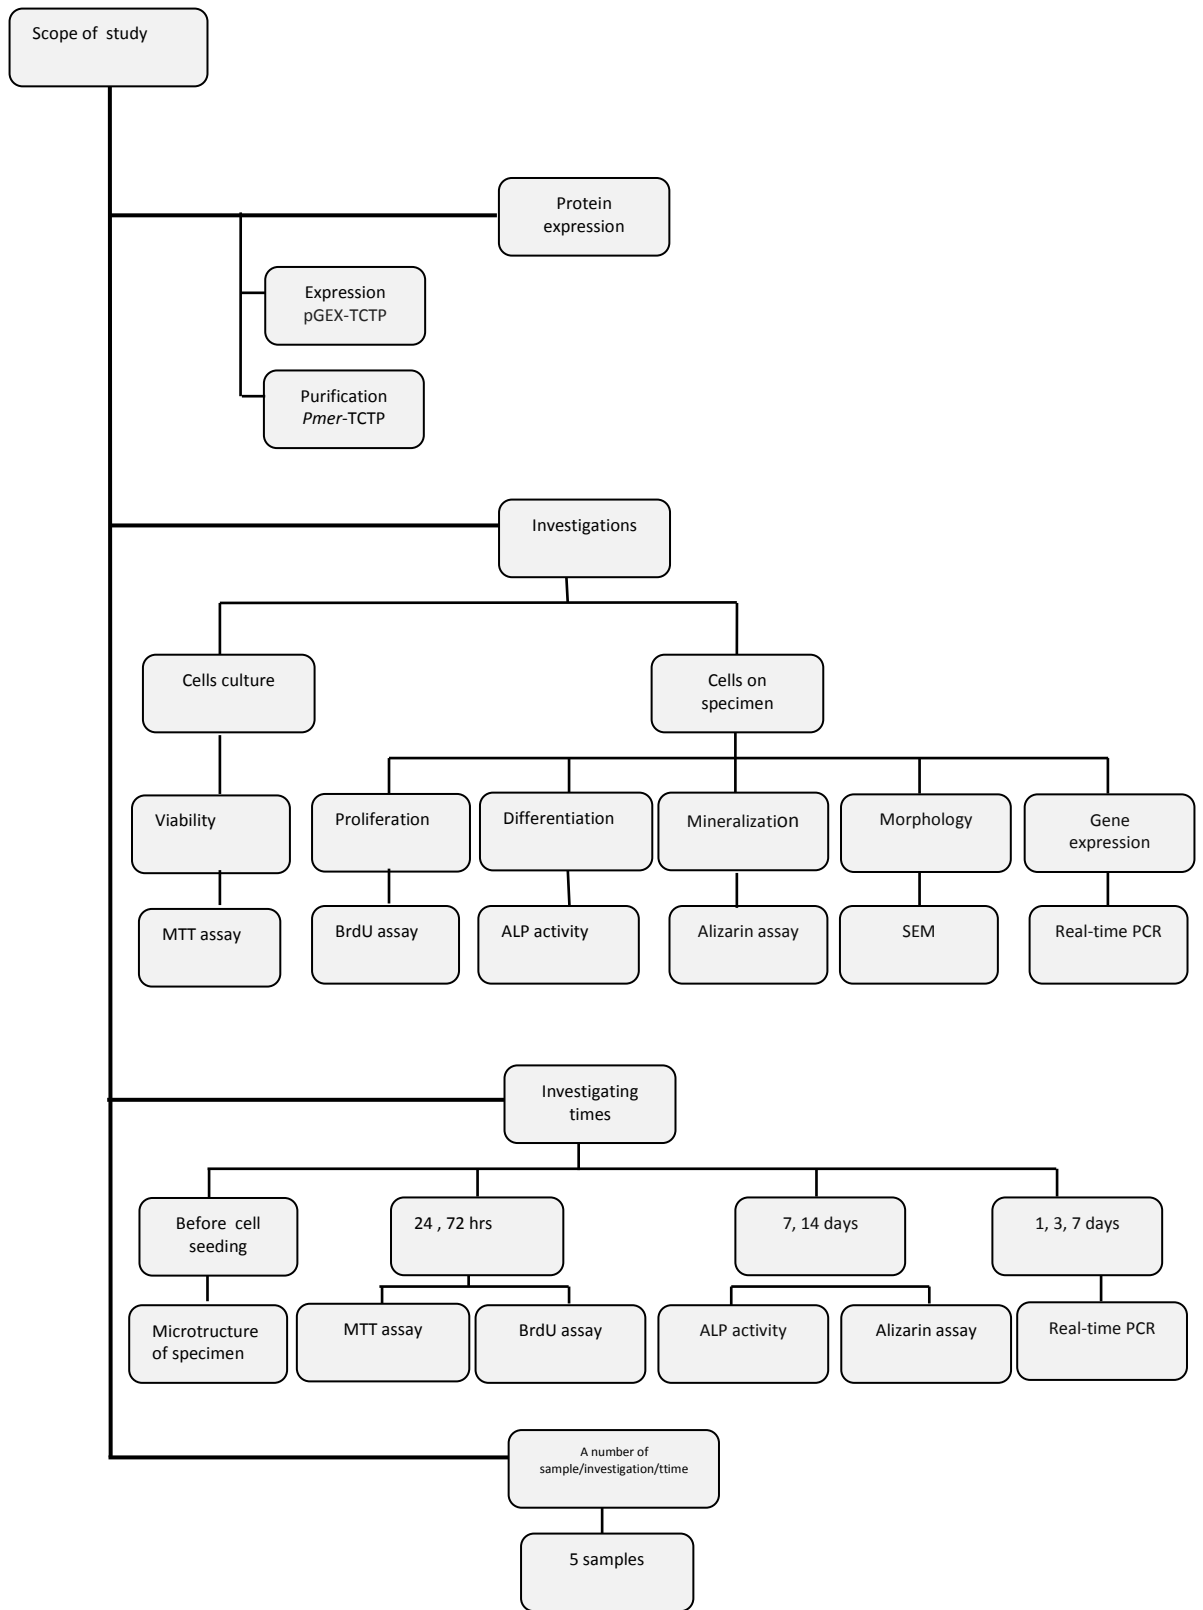 Scope of study
Protein
expression
Expression
pGEX-TCTP
Purification
Pmer-TCTP
Investigations
Cells culture
Cells on
specimen
Viability
Proliferation
Differentiation
Mineralization
Morphology
Gene
expression
MTT assay
BrdU assay
ALP activity
Alizarin assay
SEM
Real-time PCR
Investigating
times
Before cell
seeding
24 , 72 hrs
7, 14 days
1, 3, 7 days
Microtructure
of specimen
MTT assay
BrdU assay
ALP activity
Alizarin assay
Real-time PCR
A number of
sample/investigation/ttime
5 samples